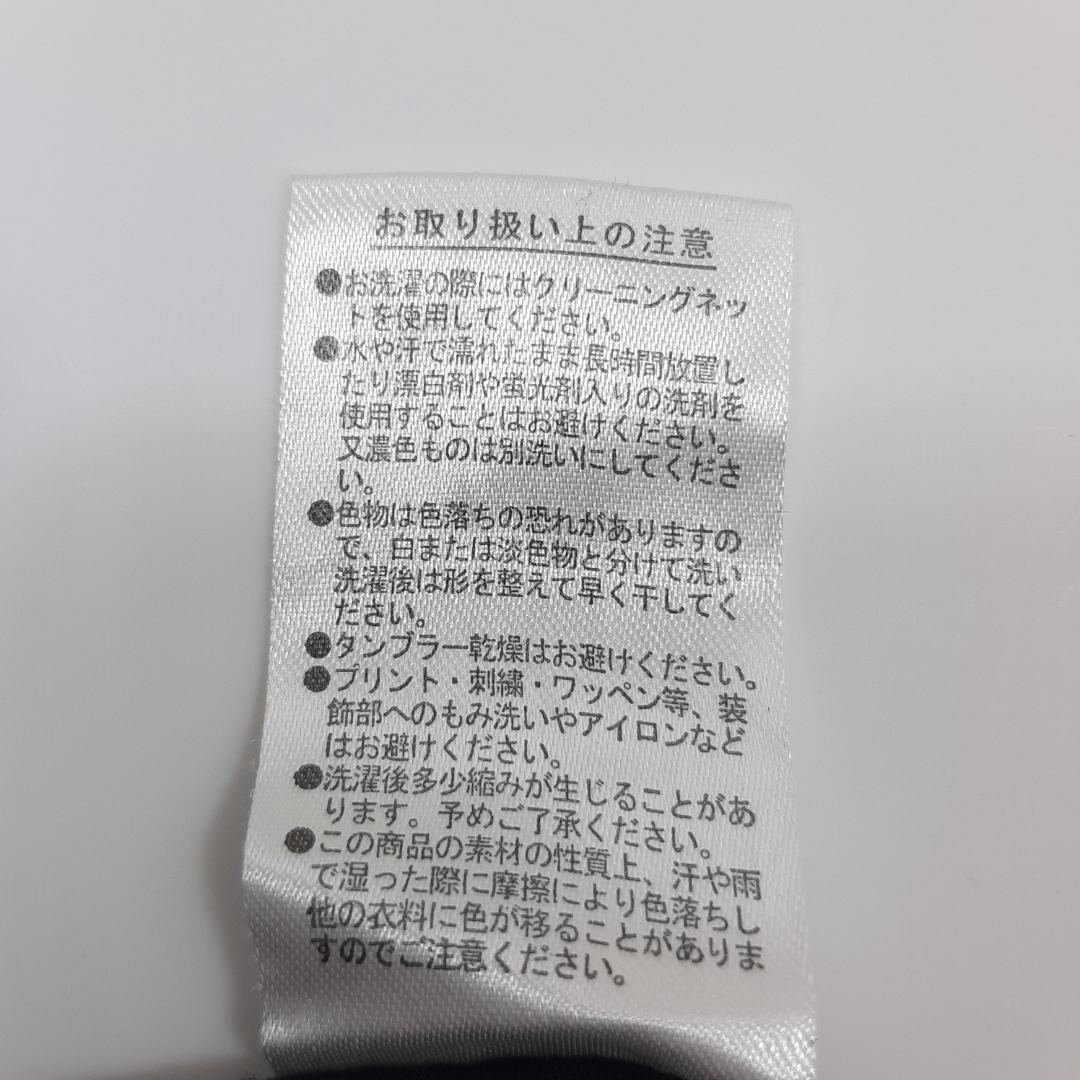 お取り扱い上の注意
●お洗濯の際にはクリーニングネッ
トを使用してください。
●水や汗で濡れたまま長時間放置し
たり漂白剤や蛍光剤入りの洗剤を
使用することはお避けください。
又濃色ものは別洗いにしてくださ
い。
●色物は色落ちの恐れがありますの
で、白または淡色物と分けて洗い
洗濯後は形を整えて早く干してく
ださい。
●タンブラー乾燥はお避けください。
●プリント・刺繍・ワッペン等、装
飾部へのもみ洗いやアイロンなど
はお避けください。
●洗濯後多少縮みが生じることがあ
ります。予めご了承ください。
●この商品の素材の性質上、汗や雨
で湿った際に摩擦により色落ちし
他の衣料に色が移ることがありま
すのでご注意ください。